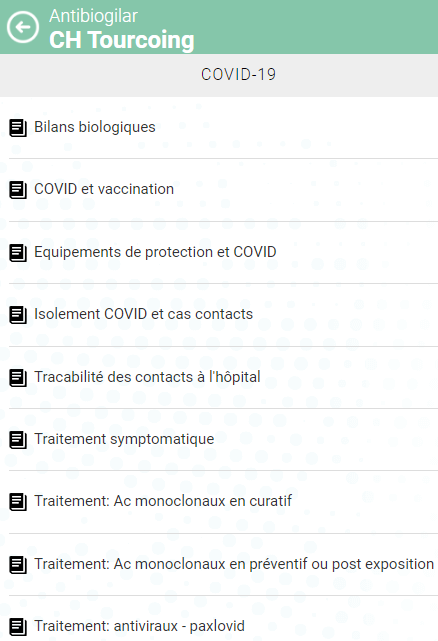 Antibiogilar
CH Tourcoing
COVID-19
Bilans biologiques
COVID et vaccination
Equipements de protection et COVID
Isolement COVID et cas contacts
Tracabilité des contacts à l'hôpital
Traitement symptomatique
Traitement: Ac monoclonaux en curatif
Traitement: Ac monoclonaux en préventif ou post exposition
Traitement: antiviraux - paxlovid